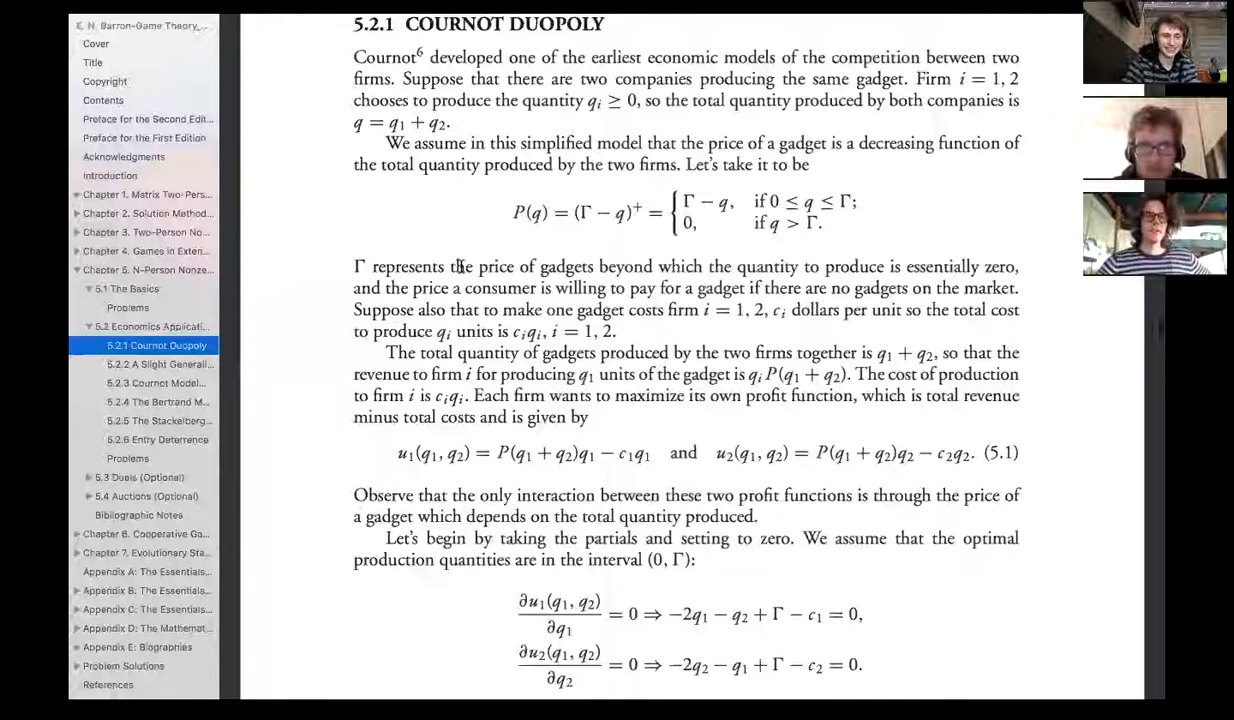 E. N. Barron-Game Theory_...
Cover
Title
Copyright
Contents
Preface for the Second Edit...
Preface for the First Edition
Acknowledgments
Introduction
Chapter 1. Matrix Two-Pers...
Chapter 2. Solution Method...
Chapter 3. Two-Person No...
Chapter 4. Games in Exten...
Chapter 5. N-Person Nonze...
5.1 The Basics
Problems
5.2 Economics Applicati...
5.2.1 Cournot Duopoly
5.2.2 A Slight Generali...
5.2.3 Cournot Model...
5.2.4 The Bertrand M...
5.2.5 The Stackelberg...
5.2.6 Entry Deterrence
Problems
5.3 Duels (Optional)
5.4 Auctions (Optional)
Bibliographic Notes
Chapter 6. Cooperative Ga...
Chapter 7. Evolutionary Sta...
Appendix A: The Essentials...
Appendix B: The Essentials...
Appendix C: The Essentials...
Appendix D: The Mathemat...
Appendix E: Biographies
Problem Solutions
References
5.2.1 COURNOT DUOPOLY
Cournot⁶ developed one of the earliest economic models of the competition between two
firms. Suppose that there are two companies producing the same gadget. Firm i = 1, 2
chooses to produce the quantity qᵢ ≥ 0, so the total quantity produced by both companies is
q = q₁ + q₂.
We assume in this simplified model that the price of a gadget is a decreasing function of
the total quantity produced by the two firms. Let's take it to be
P(q) = (Γ − q)⁺ = { Γ − q, if 0 ≤ q ≤ Γ;
0, if q > Γ.
Γ represents the price of gadgets beyond which the quantity to produce is essentially zero,
and the price a consumer is willing to pay for a gadget if there are no gadgets on the market.
Suppose also that to make one gadget costs firm i = 1, 2, cᵢ dollars per unit so the total cost
to produce qᵢ units is cᵢqᵢ, i = 1, 2.
The total quantity of gadgets produced by the two firms together is q₁ + q₂, so that the
revenue to firm i for producing q₁ units of the gadget is qᵢ P(q₁ + q₂). The cost of production
to firm i is cᵢqᵢ. Each firm wants to maximize its own profit function, which is total revenue
minus total costs and is given by
u₁(q₁, q₂) = P(q₁ + q₂)q₁ − c₁q₁ and u₂(q₁, q₂) = P(q₁ + q₂)q₂ − c₂q₂. (5.1)
Observe that the only interaction between these two profit functions is through the price of
a gadget which depends on the total quantity produced.
Let's begin by taking the partials and setting to zero. We assume that the optimal
production quantities are in the interval (0, Γ):
∂u₁(q₁, q₂)/∂q₁ = 0 ⇒ −2q₁ − q₂ + Γ − c₁ = 0,
∂u₂(q₁, q₂)/∂q₂ = 0 ⇒ −2q₂ − q₁ + Γ − c₂ = 0.